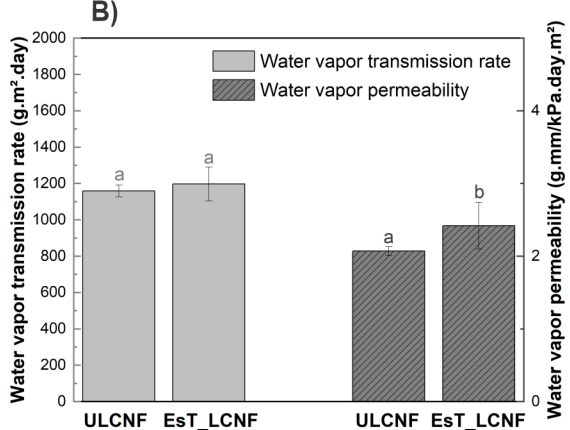 B)
Water vapor transmission rate (g.m².day)
2000
1800
1600
1400
1200
1000
800
600
400
200
0
Water vapor transmission rate
Water vapor permeability
a
a
a
b
ULCNF
EsT_LCNF
ULCNF
EsT_LCNF
4
2
0
Water vapor permeability (g.mm/kPa.day.m²)